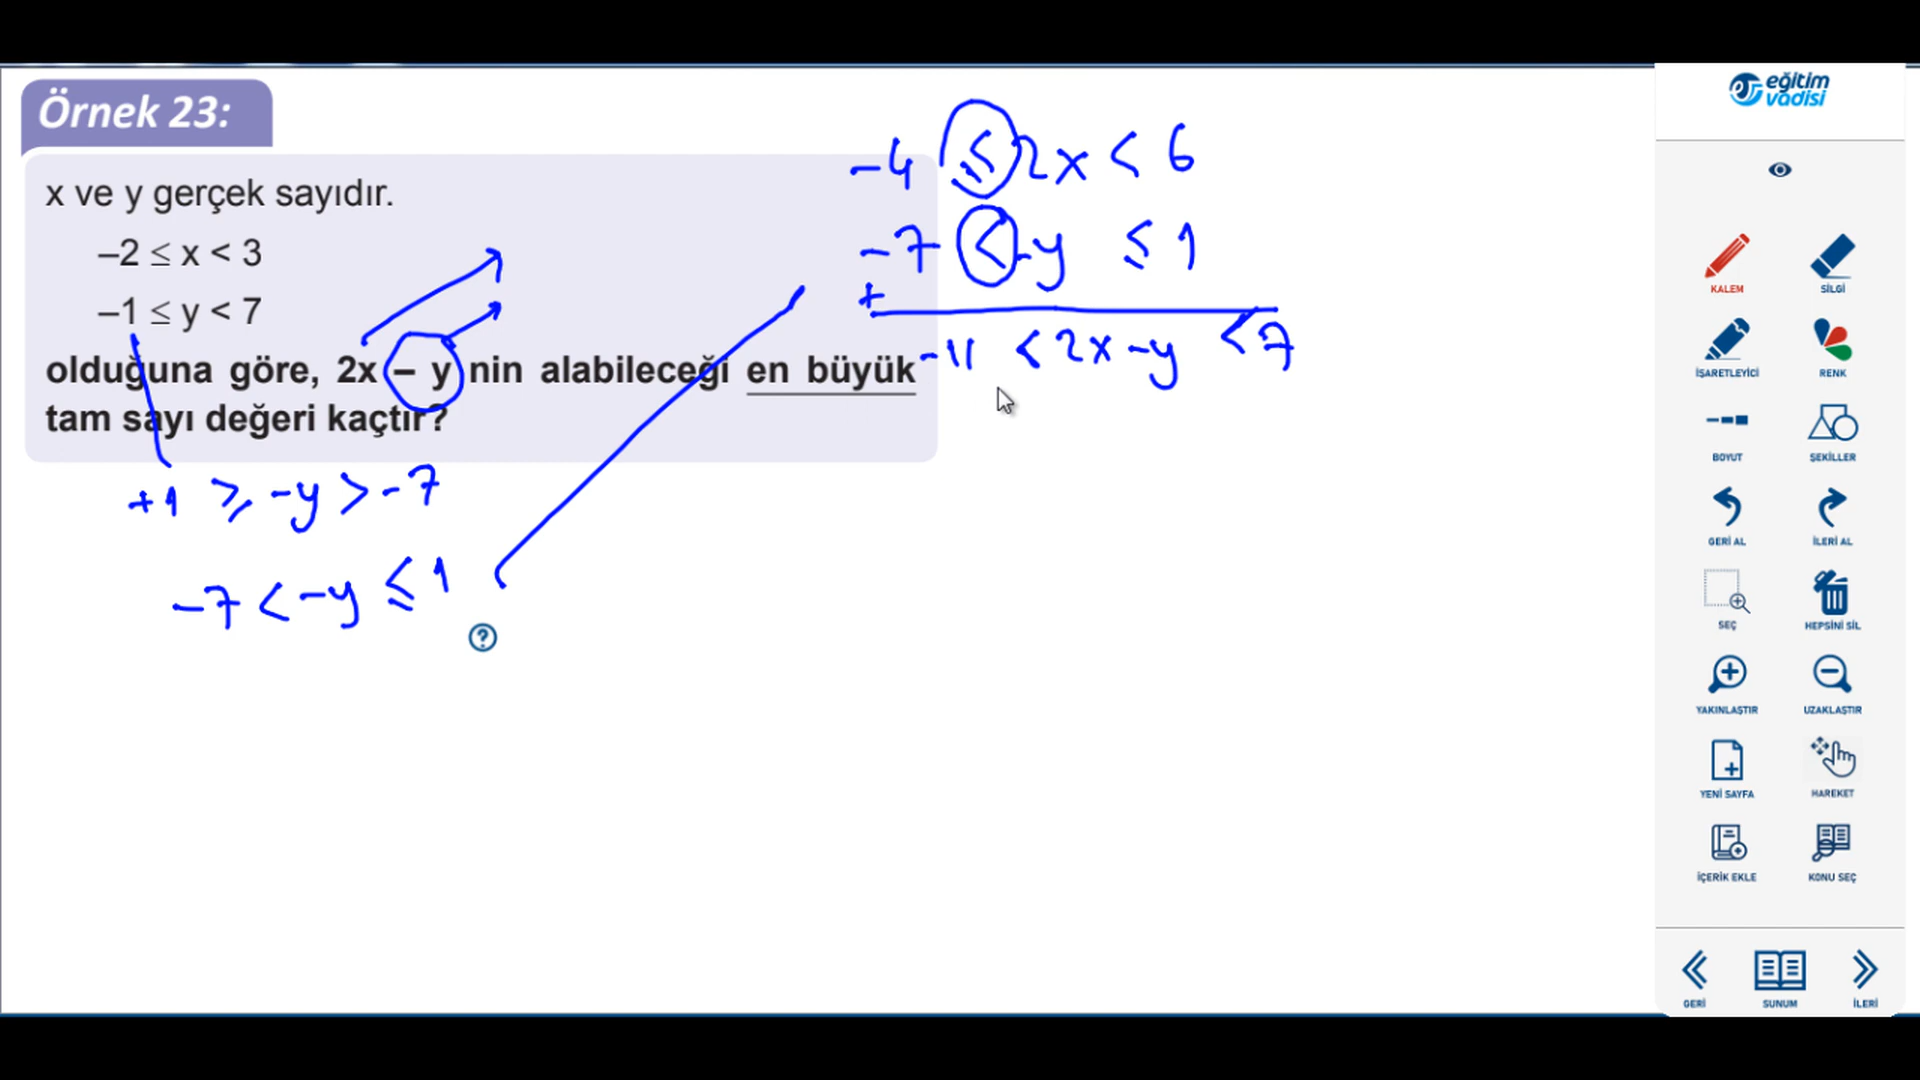 Örnek 23:
x ve y gerçek sayıdır.
–2 ≤ x < 3
–1 ≤ y < 7
olduğuna göre, 2x – y nin alabileceği en büyük
tam sayı değeri kaçtır?
+1 ≥ -y > -7
-7 < -y ≤ 1
-4 ≤ 2x < 6
-7 < -y ≤ 1
+
-11 < 2x - y < 7
eğitim
vadisi
KALEM
SİLGİ
İŞARETLEYİCİ
RENK
BOYUT
ŞEKİLLER
GERİ AL
İLERİ AL
SEÇ
HEPSİNİ SİL
YAKINLAŞTIR
UZAKLAŞTIR
YENİ SAYFA
HAREKET
İÇERİK EKLE
KONU SEÇ
GERİ
SUNUM
İLERİ